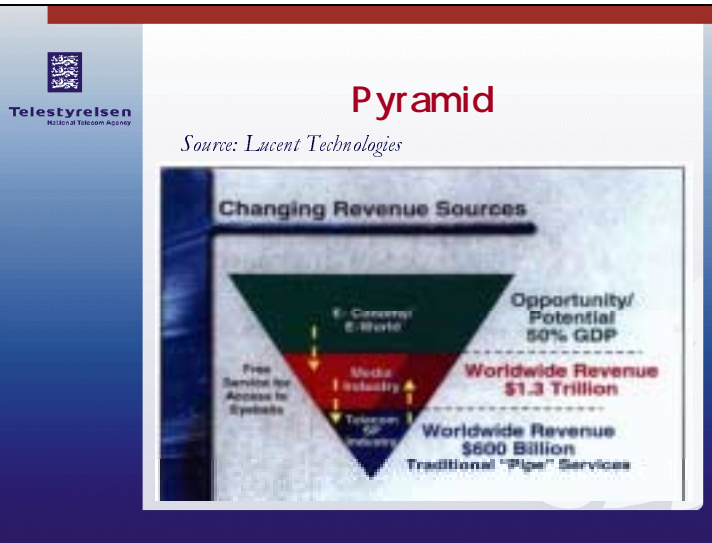 Telestyrelsen
National Telecom Agency
Pyramid
Source: Lucent Technologies
Changing Revenue Sources
E- Conomy/
E-World
Opportunity/
Potential
50% GDP
Free
Service for
Access to
Eyeballs
Media
Industry
Worldwide Revenue
$1.3 Trillion
Telecom
SP
Industry
Worldwide Revenue
$600 Billion
Traditional "Pipe" Services